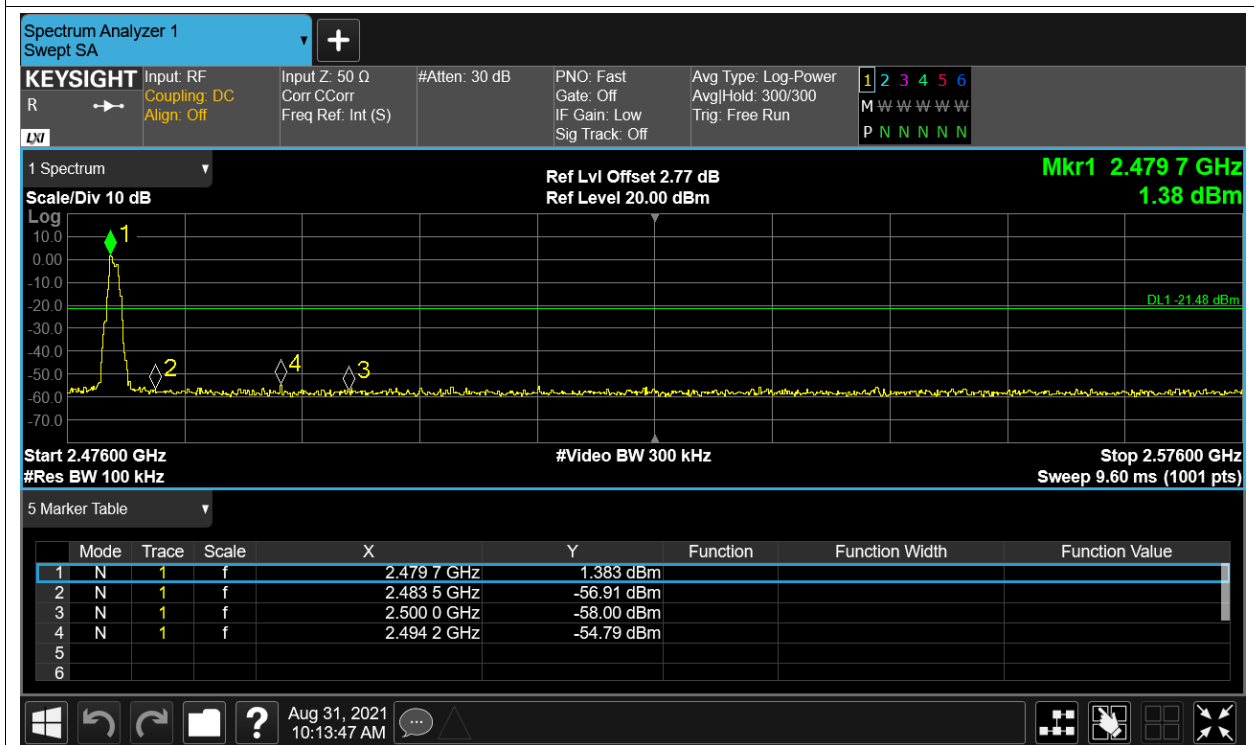 Spectrum Analyzer 1
Swept SA
+
KEYSIGHT
R
LXI
Input: RF
Coupling: DC
Align: Off
Input Z: 50 Ω
Corr CCorr
Freq Ref: Int (S)
#Atten: 30 dB
PNO: Fast
Gate: Off
IF Gain: Low
Sig Track: Off
Avg Type: Log-Power
Avg|Hold: 300/300
Trig: Free Run
1 2 3 4 5 6
M W W W W W
P N N N N N
1 Spectrum
Scale/Div 10 dB
Ref Lvl Offset 2.77 dB
Ref Level 20.00 dBm
Mkr1 2.479 7 GHz
1.38 dBm
Log
10.0
0.00
-10.0
-20.0
-30.0
-40.0
-50.0
-60.0
-70.0
1
2
4
3
DL1 -21.48 dBm
Start 2.47600 GHz
#Video BW 300 kHz
Stop 2.57600 GHz
#Res BW 100 kHz
Sweep 9.60 ms (1001 pts)
5 Marker Table
Mode Trace Scale X Y Function Function Width Function Value
1 N 1 f 2.479 7 GHz 1.383 dBm
2 N 1 f 2.483 5 GHz -56.91 dBm
3 N 1 f 2.500 0 GHz -58.00 dBm
4 N 1 f 2.494 2 GHz -54.79 dBm
5
6
?
Aug 31, 2021
10:13:47 AM